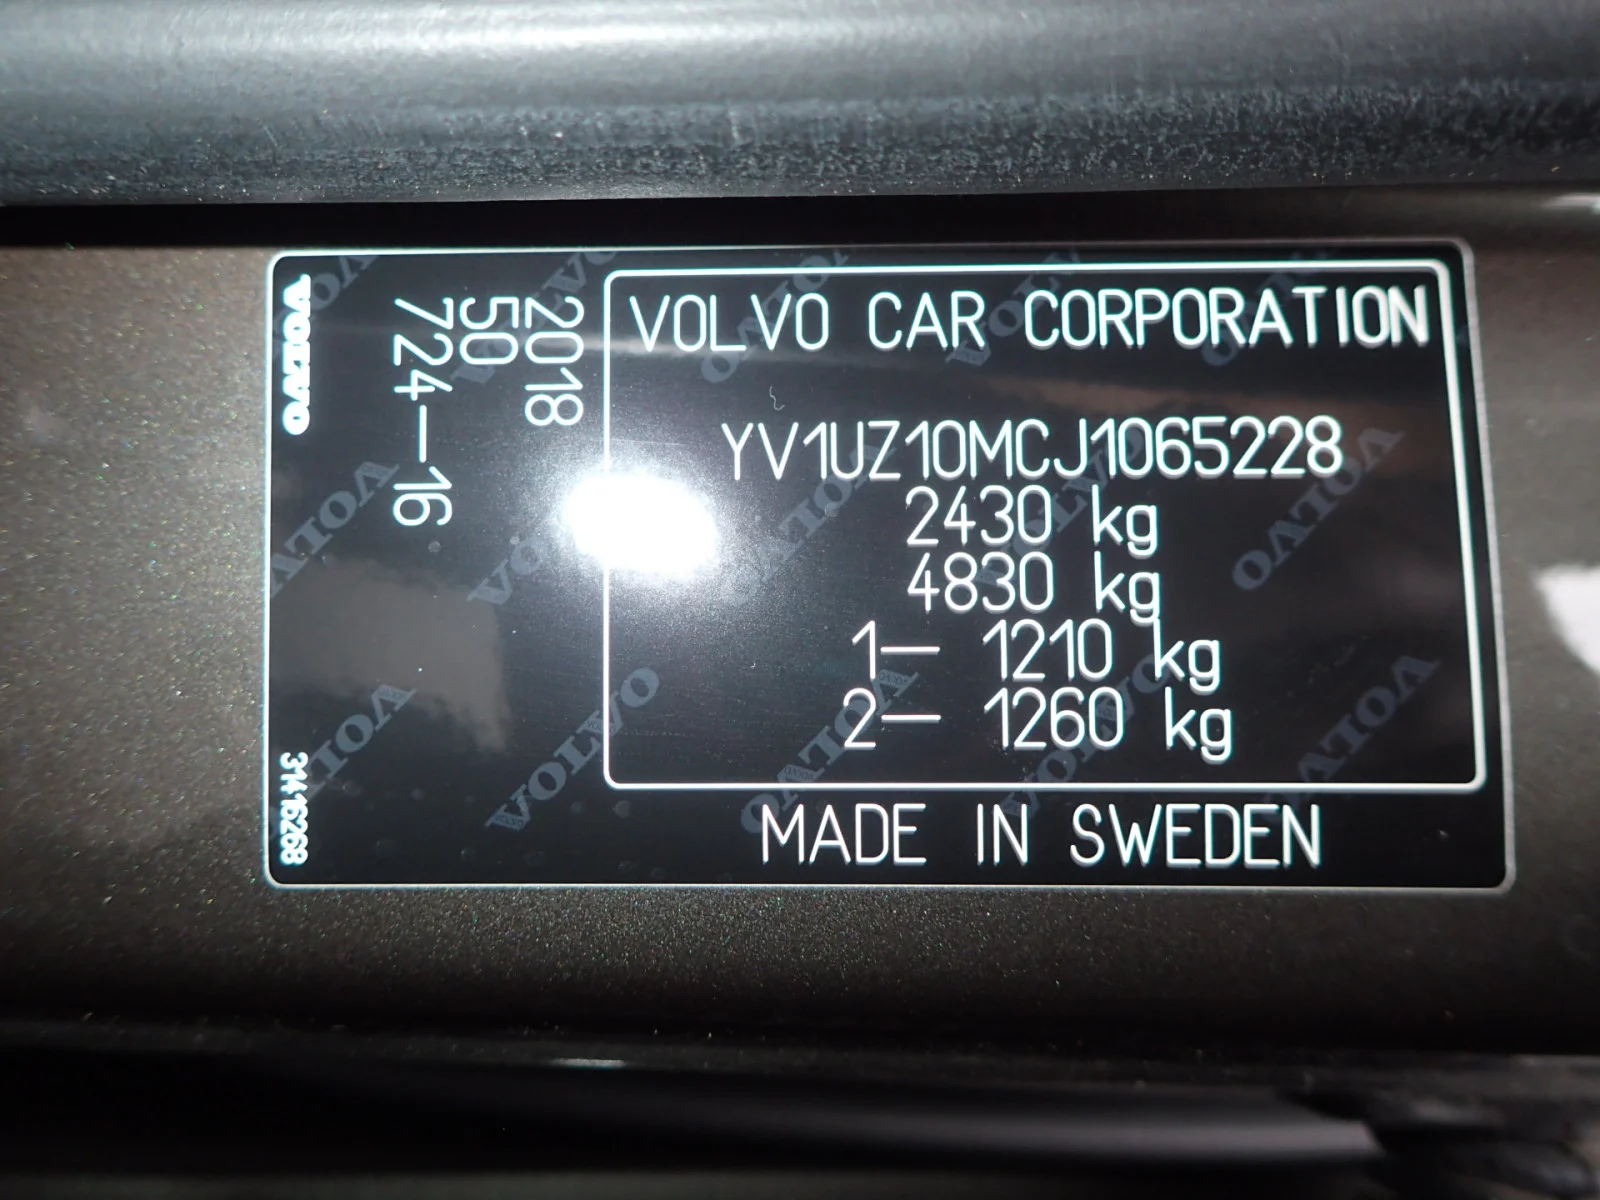 VOLVO
2018
50
724-16
31416268
VOLVO CAR CORPORATION
YV1UZ10MCJ1065228
2430 kg
4830 kg
1- 1210 kg
2- 1260 kg
MADE IN SWEDEN